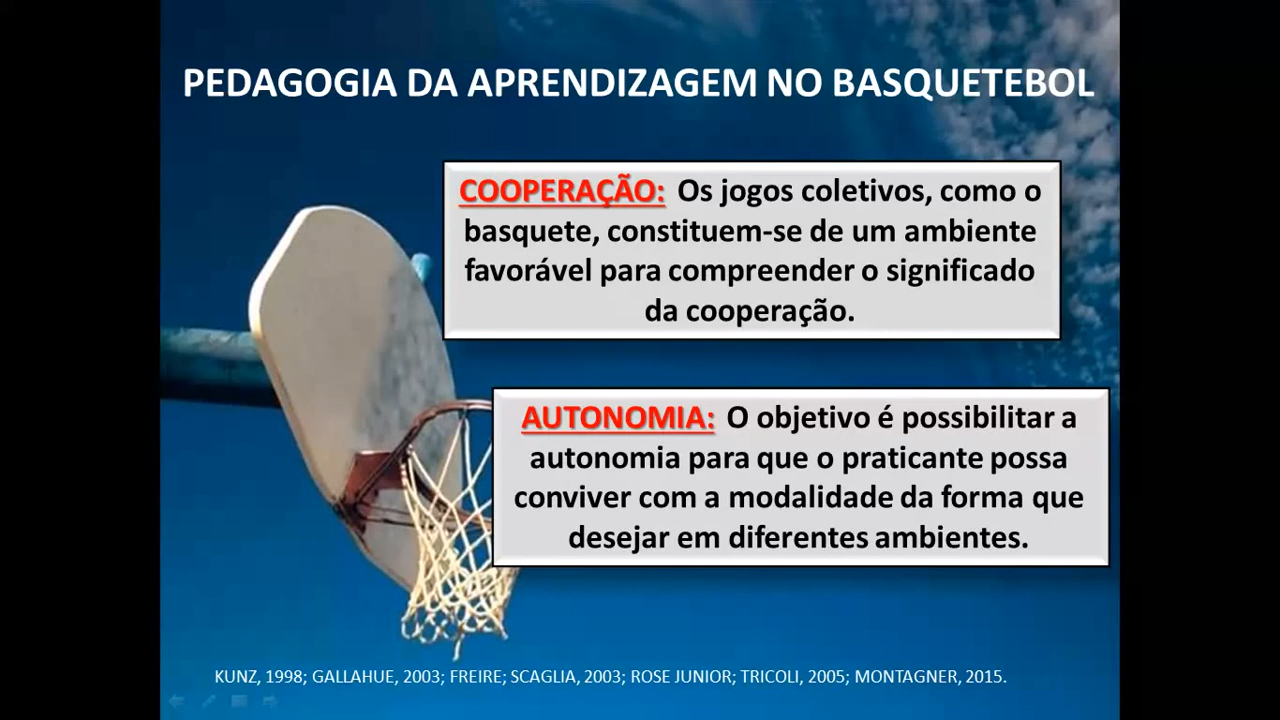 PEDAGOGIA DA APRENDIZAGEM NO BASQUETEBOL
COOPERAÇÃO: Os jogos coletivos, como o
basquete, constituem-se de um ambiente
favorável para compreender o significado
da cooperação.
AUTONOMIA: O objetivo é possibilitar a
autonomia para que o praticante possa
conviver com a modalidade da forma que
desejar em diferentes ambientes.
KUNZ, 1998; GALLAHUE, 2003; FREIRE; SCAGLIA, 2003; ROSE JUNIOR; TRICOLI, 2005; MONTAGNER, 2015.